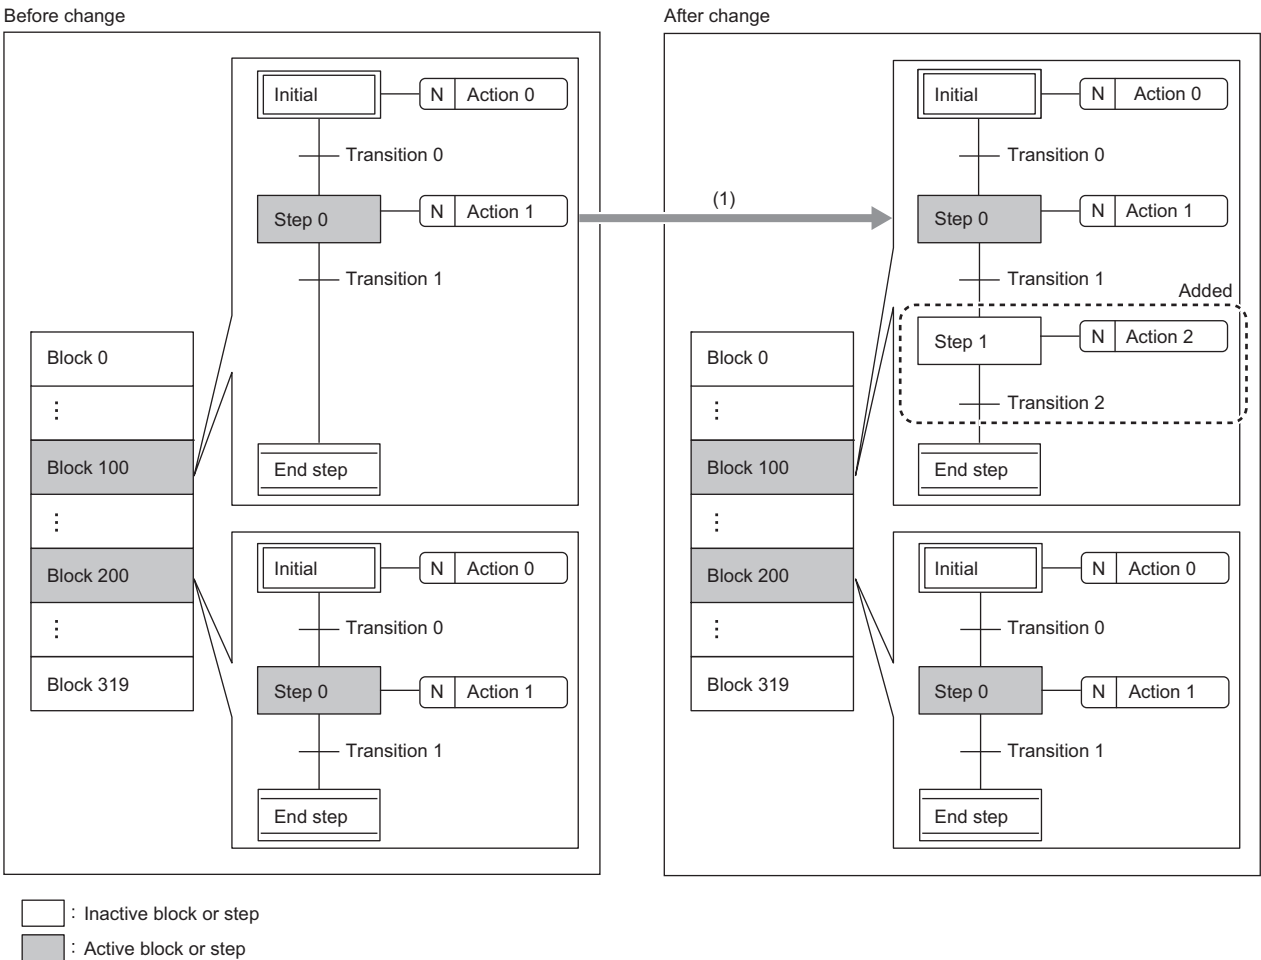 Before change
Initial
N Action 0
Transition 0
Step 0
N Action 1
Transition 1
End step
Block 0
⋮
Block 100
⋮
Block 200
⋮
Block 319
Initial
N Action 0
Transition 0
Step 0
N Action 1
Transition 1
End step
(1)
After change
Initial
N Action 0
Transition 0
Step 0
N Action 1
Transition 1
Added
Step 1
N Action 2
Transition 2
End step
Block 0
⋮
Block 100
⋮
Block 200
⋮
Block 319
Initial
N Action 0
Transition 0
Step 0
N Action 1
Transition 1
End step
: Inactive block or step
: Active block or step